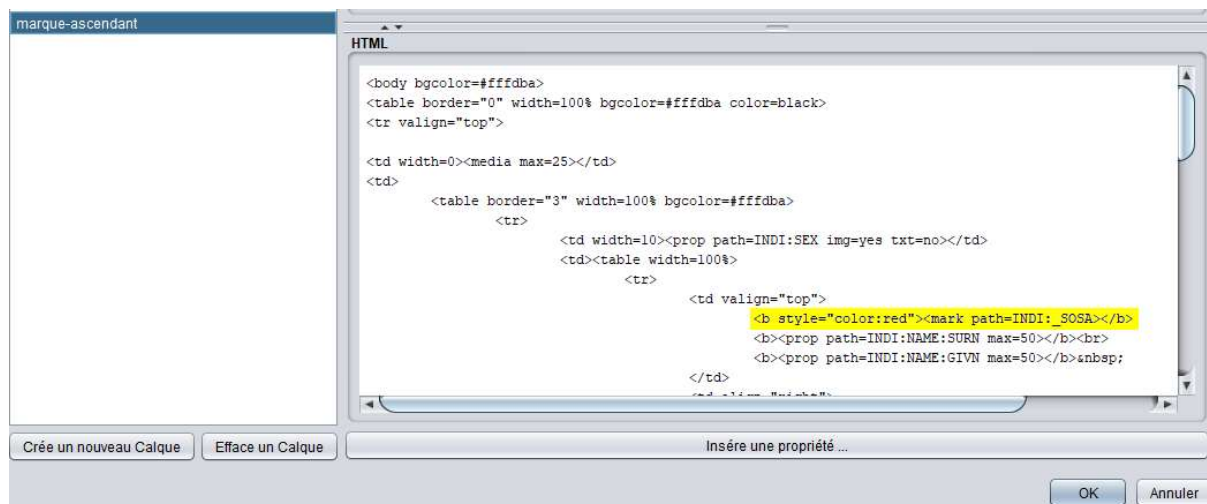 marque-ascendant
HTML
<body bgcolor=#fffdba>
<table border="0" width=100% bgcolor=#fffdba color=black>
<tr valign="top">
<td width=0><media max=25></td>
<td>
<table border="3" width=100% bgcolor=#fffdba>
<tr>
<td width=10><prop path=INDI:SEX img=yes txt=no></td>
<td><table width=100%>
<tr>
<td valign="top">
<b style="color:red"><mark path=INDI:_SOSA></b>
<b><prop path=INDI:NAME:SURN max=50></b><br>
<b><prop path=INDI:NAME:GIVN max=50></b>&nbsp;
</td>
<td align="right">
Crée un nouveau Calque Efface un Calque Insére une propriété ...
OK Annuler